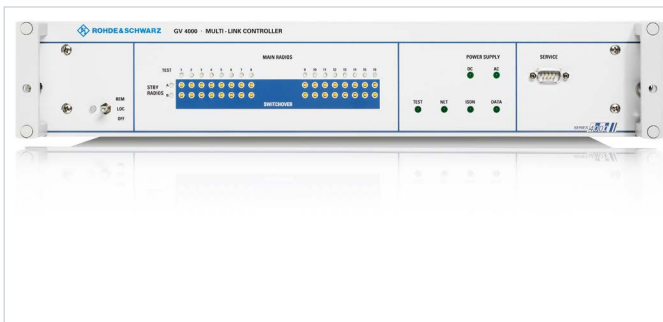 ROHDE & SCHWARZ GV 4000 · MULTI - LINK CONTROLLER
MAIN RADIOS
TEST 1 2 3 4 5 6 7 8 9 10 11 12 13 14 15 16
STBY RADIOS A
B
SWITCHOVER
REM
LOC
OFF
POWER SUPPLY
DC AC
TEST NET ISDN DATA
SERVICE
SERIES